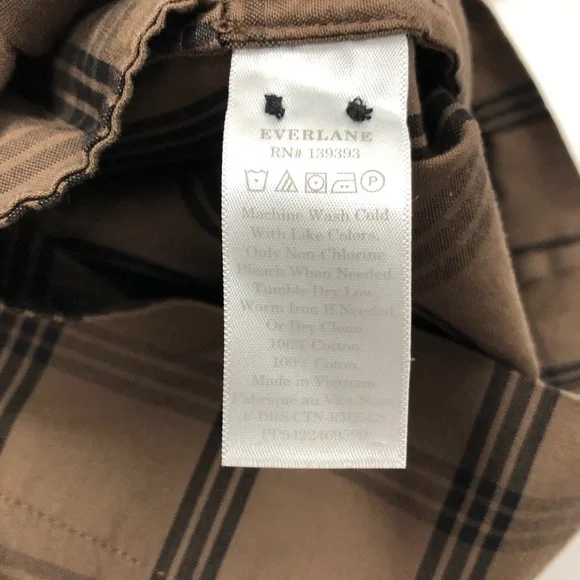 EVERLANE
RN# 139393
P
Machine Wash Cold
With Like Colors.
Only Non-Chlorine
Bleach When Needed.
Tumble Dry Low.
Warm Iron If Needed.
Or Dry Clean.
100% Cotton.
100% Coton.
Made in Vietnam.
Fabriqué au Viet Nam